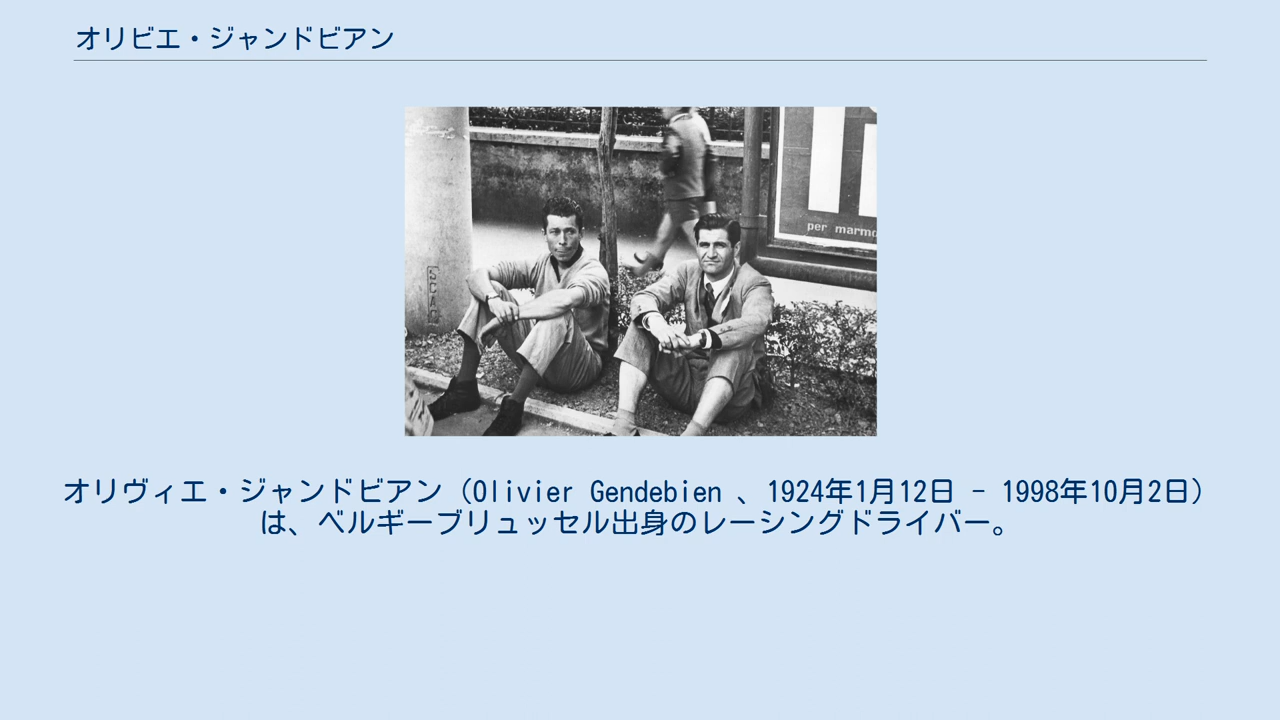 オリビエ・ジャンドビアン
per marmo
SCAC
オリヴィエ・ジャンドビアン（Olivier Gendebien 、1924年1月12日 - 1998年10月2日）
は、ベルギーブリュッセル出身のレーシングドライバー。